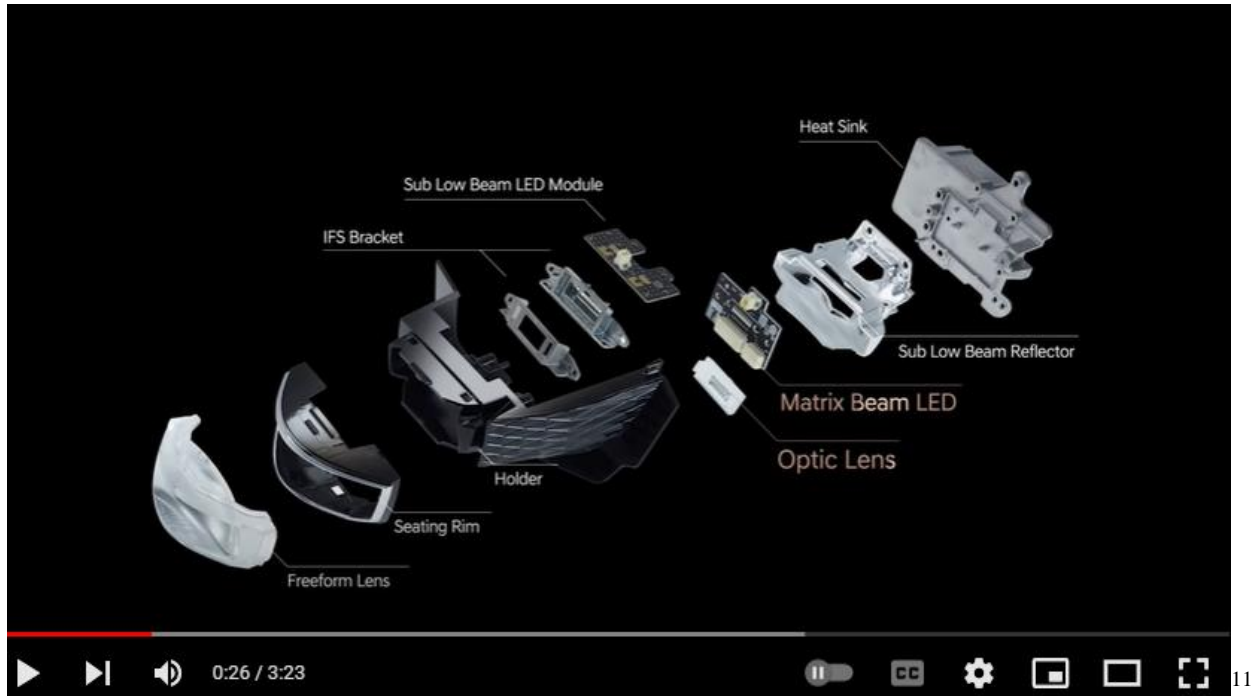 Heat Sink
Sub Low Beam LED Module
IFS Bracket
Sub Low Beam Reflector
Matrix Beam LED
Optic Lens
Holder
Seating Rim
Freeform Lens
0:26 / 3:23
CC
11